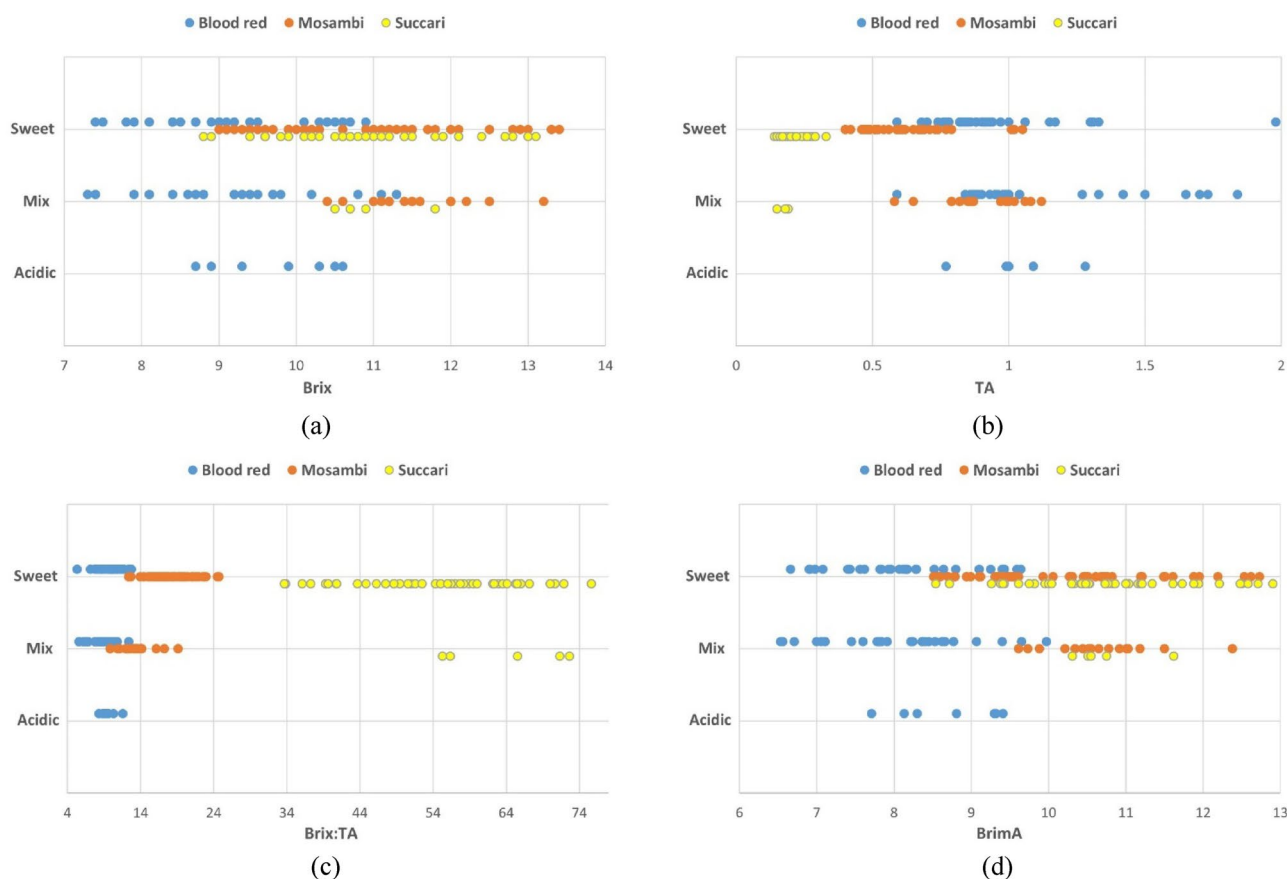 Blood red Mosambi Succari
Sweet
Mix
Acidic
7 8 9 10 11 12 13 14
Brix
(a)
Blood red Mosambi Succari
Sweet
Mix
Acidic
0 0.5 1 1.5 2
TA
(b)
Blood red Mosambi Succari
Sweet
Mix
Acidic
4 14 24 34 44 54 64 74
Brix:TA
(c)
Blood red Mosambi Succari
Sweet
Mix
Acidic
6 7 8 9 10 11 12 13
BrimA
(d)